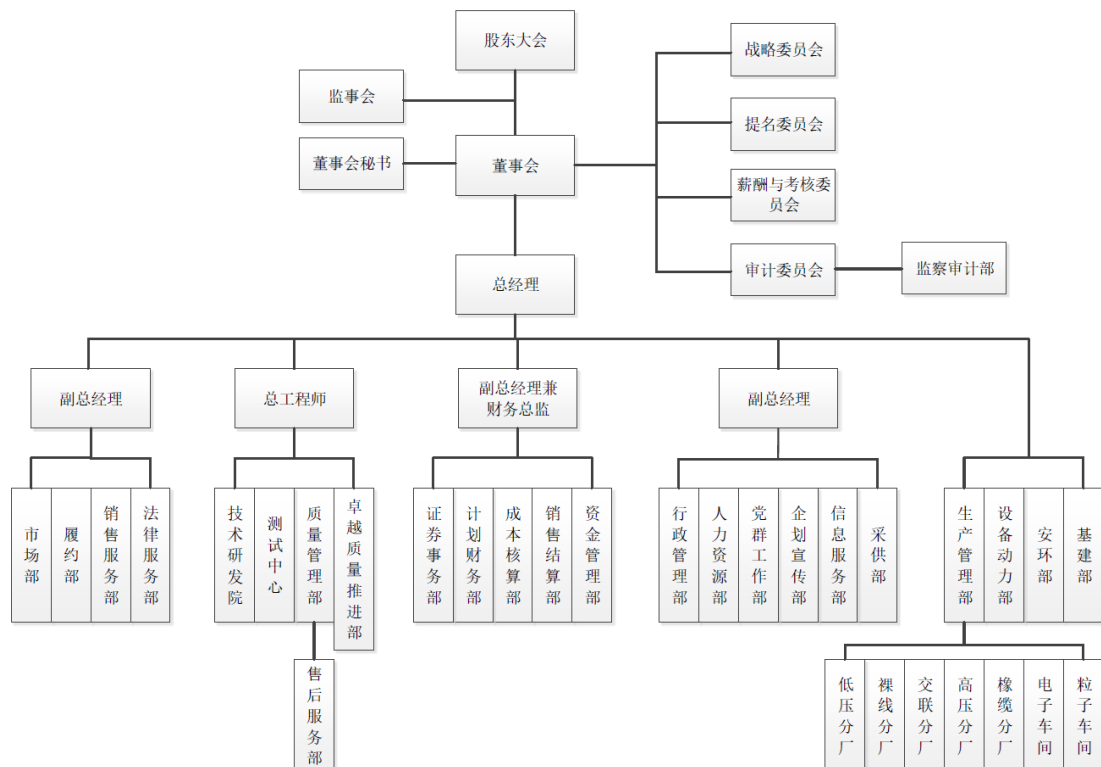 股东大会
战略委员会
监事会
提名委员会
董事会秘书
董事会
薪酬与考核委
员会
总经理
审计委员会
监察审计部
副总经理
总工程师
副总经理兼
财务总监
副总经理
市场部
履约部
销售服务部
法律服务部
技术研发院
测试中心
质量管理部
卓越质量推进部
证券事务部
计划财务部
成本核算部
销售结算部
资金管理部
行政管理部
人力资源部
党群工作部
企划宣传部
信息服务部
采供部
生产管理部
设备动力部
安环部
基建部
售后服务部
低压分厂
裸线分厂
交联分厂
高压分厂
橡缆分厂
电子车间
粒子车间